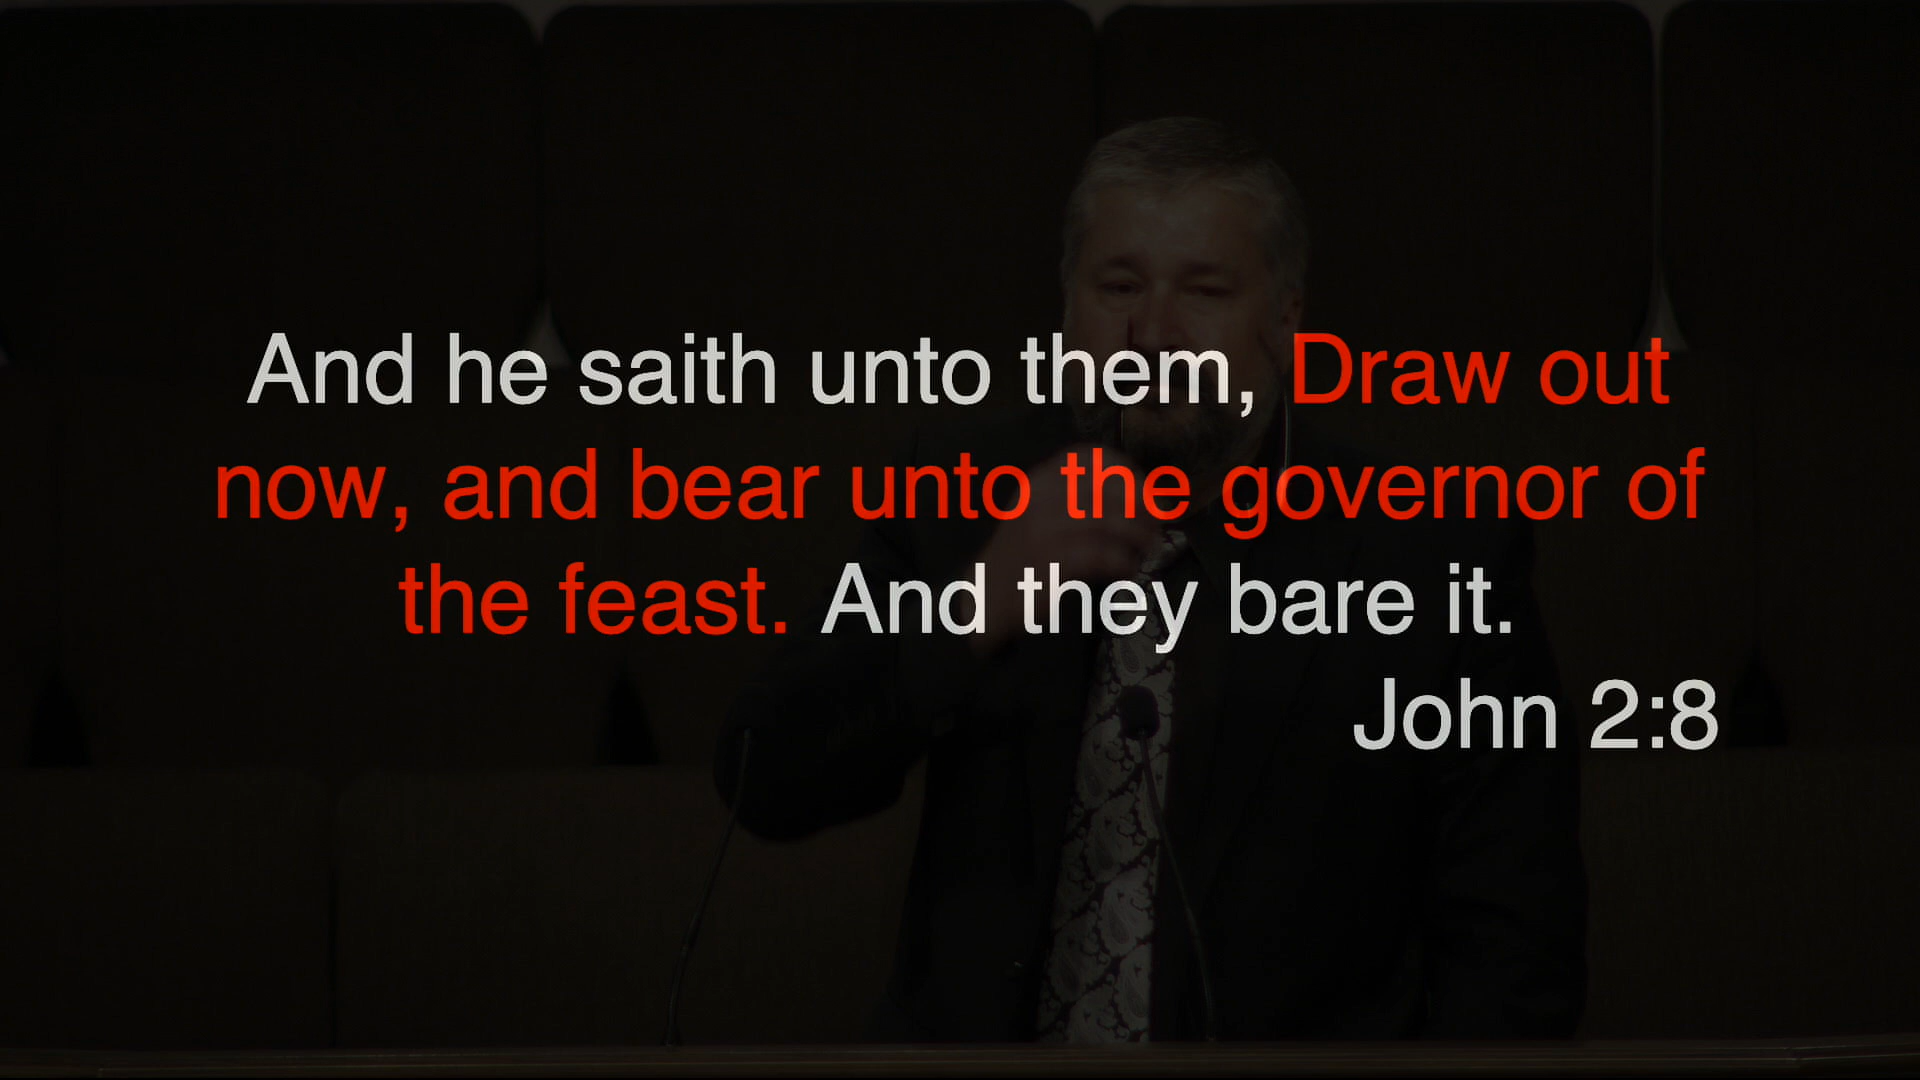 And he saith unto them, Draw out
now, and bear unto the governor of
the feast. And they bare it.
John 2:8